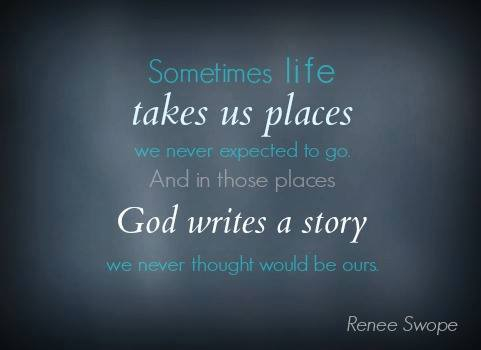 Sometimes life
takes us places
we never expected to go.
And in those places
God writes a story
we never thought would be ours.
Renee Swope